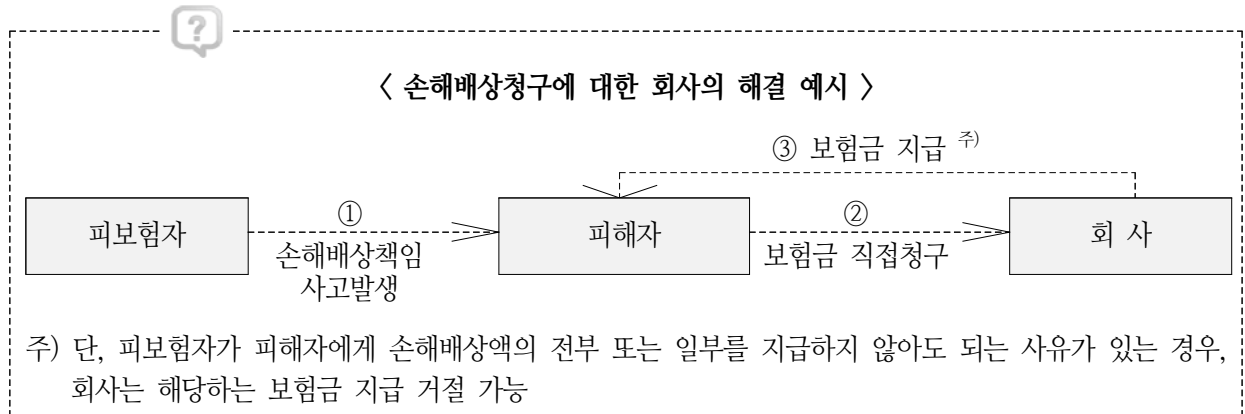 ?
< 손해배상청구에 대한 회사의 해결 예시 >
③ 보험금 지급 주)
피보험자
①
손해배상책임
사고발생
피해자
②
보험금 직접청구
회 사
주) 단, 피보험자가 피해자에게 손해배상액의 전부 또는 일부를 지급하지 않아도 되는 사유가 있는 경우,
회사는 해당하는 보험금 지급 거절 가능